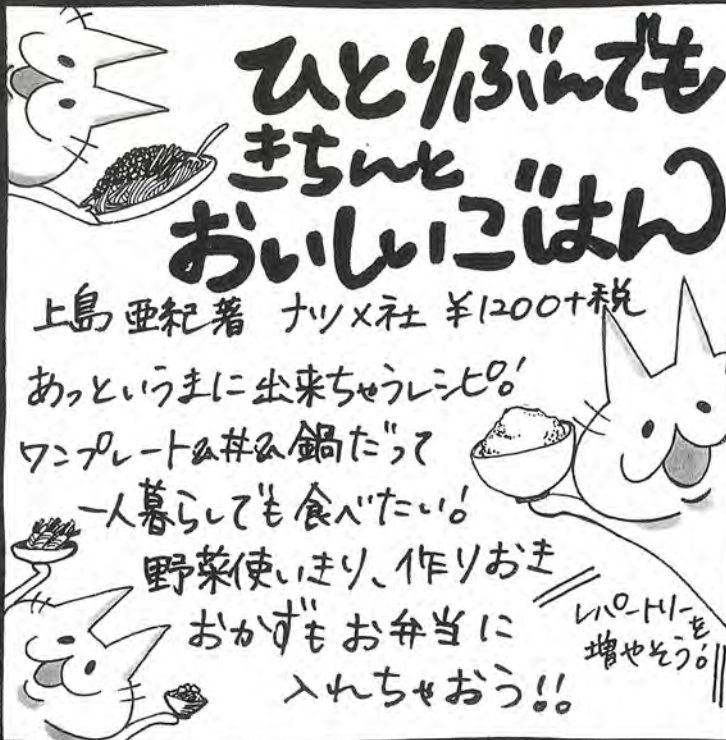 ひとりぶんでも
きちんと
おいしいごはん
上島 亜紀著 ナツメ社 ¥1200+税
あっというまに出来ちゃうレシピ!
ワンプレート&丼&鍋だって
一人暮らしでも食べたい!
野菜使いきり、作りおき
おかずもお弁当に
入れちゃおう!!
レパートリーを
増やそう!